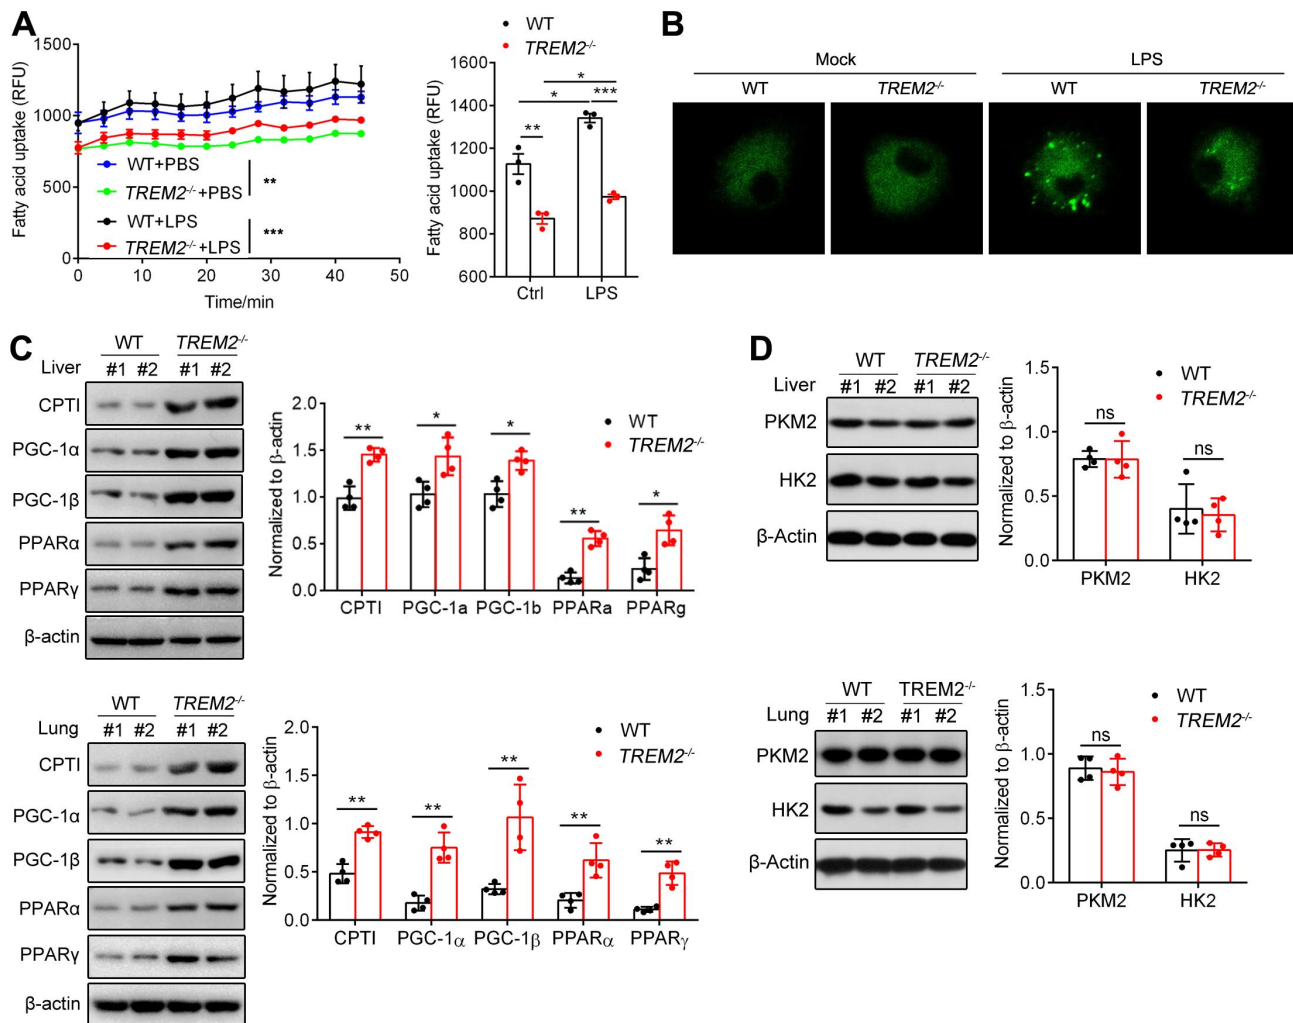 A
Fatty acid uptake (RFU)
1500
1000
500
0
0 10 20 30 40 50
Time/min
WT+PBS
TREM2-/-+PBS
**
WT+LPS
TREM2-/-+LPS
***
WT
TREM2-/-
Fatty acid uptake (RFU)
1600
1400
1200
1000
800
600
*
* ***
**
Ctrl LPS
B
Mock LPS
WT TREM2-/- WT TREM2-/-
C
WT TREM2-/-
Liver #1 #2 #1 #2
CPTI
PGC-1α
PGC-1β
PPARα
PPARγ
β-actin
Normalized to β-actin
2.0
1.5
1.0
0.5
0.0
WT
TREM2-/-
** * * ** *
CPTI PGC-1a PGC-1b PPARa PPARg
WT TREM2-/-
Lung #1 #2 #1 #2
CPTI
PGC-1α
PGC-1β
PPARα
PPARγ
β-actin
Normalized to β-actin
2.0
1.5
1.0
0.5
0.0
WT
TREM2-/-
** ** ** ** **
CPTI PGC-1α PGC-1β PPARα PPARγ
D
WT TREM2-/-
Liver #1 #2 #1 #2
PKM2
HK2
β-Actin
Normalized to β-actin
1.5
1.0
0.5
0.0
WT
TREM2-/-
ns ns
PKM2 HK2
WT TREM2-/-
Lung #1 #2 #1 #2
PKM2
HK2
β-Actin
Normalized to β-actin
1.5
1.0
0.5
0.0
WT
TREM2-/-
ns ns
PKM2 HK2